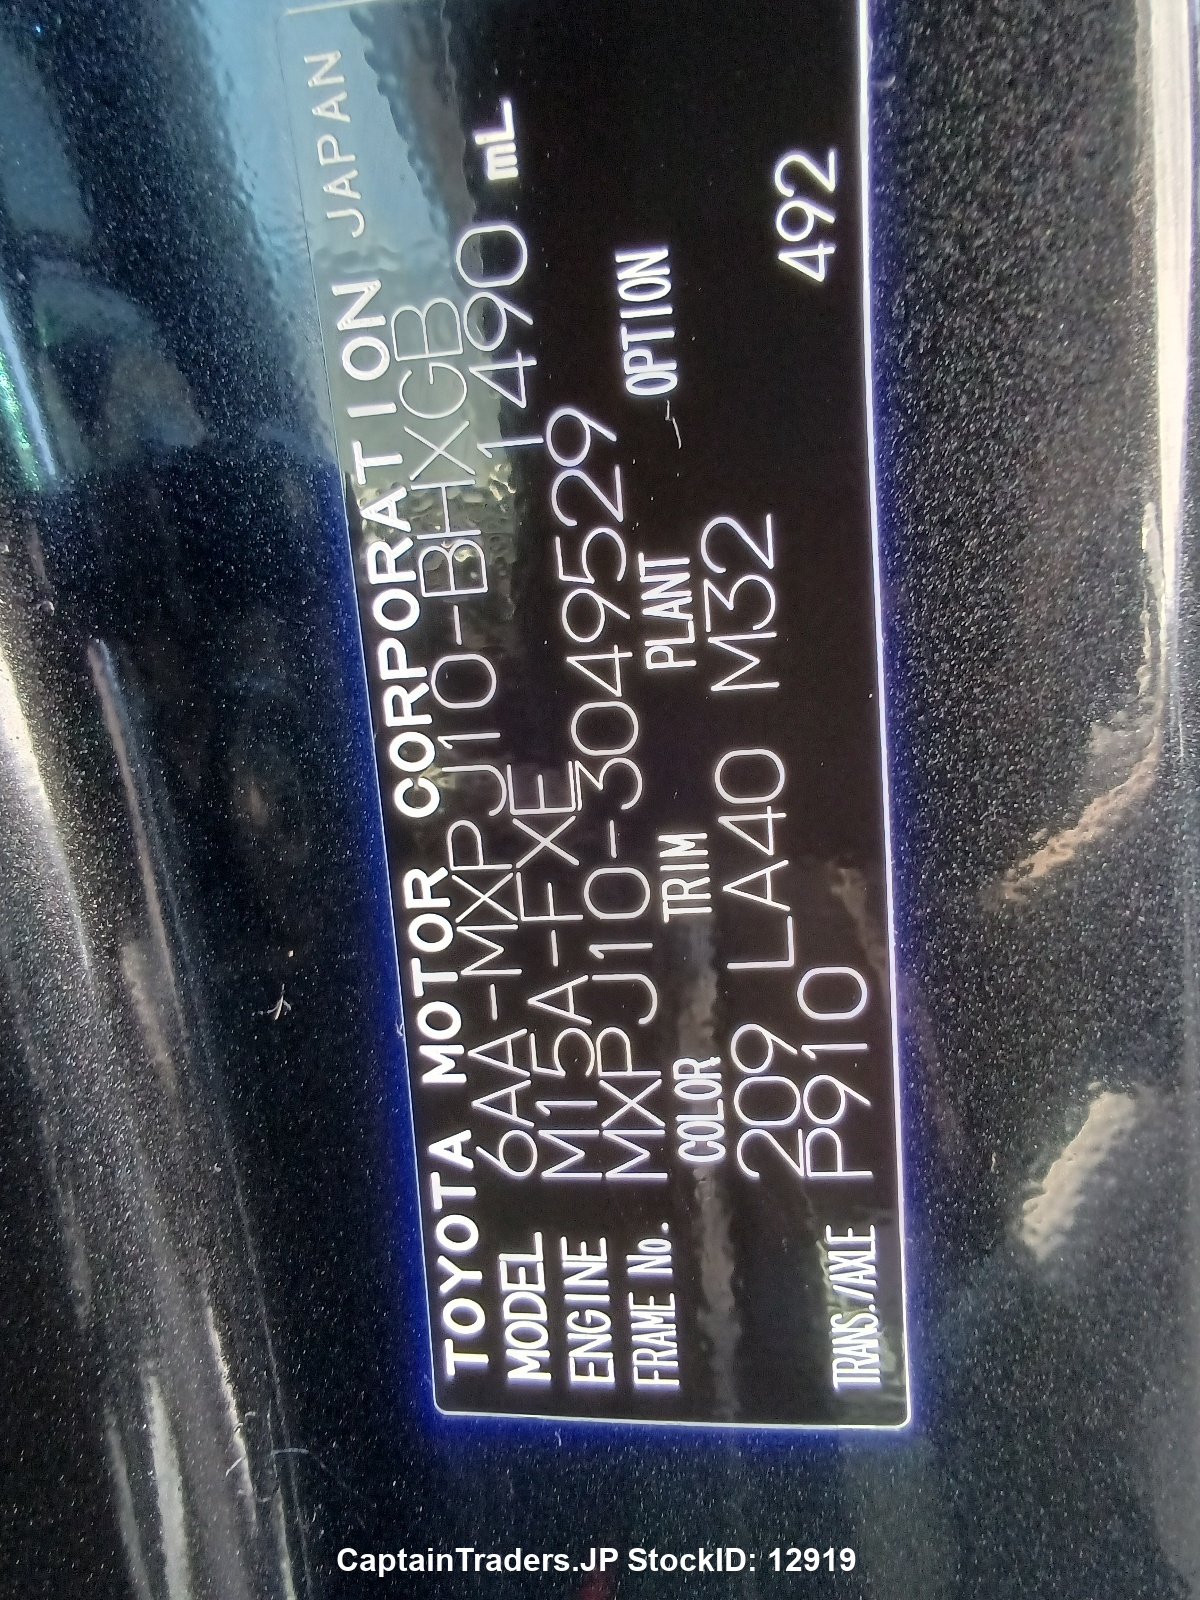 TOYOTA MOTOR CORPORATION JAPAN
MODEL 6AA-MXPJ10-BHXGB
ENGINE M15A-FXE 1490 mL
FRAME No. MXPJ10-3049529
COLOR TRIM PLANT OPTION
209 LA40 M32
TRANS./AXLE P910 492
CaptainTraders.JP StockID: 12919